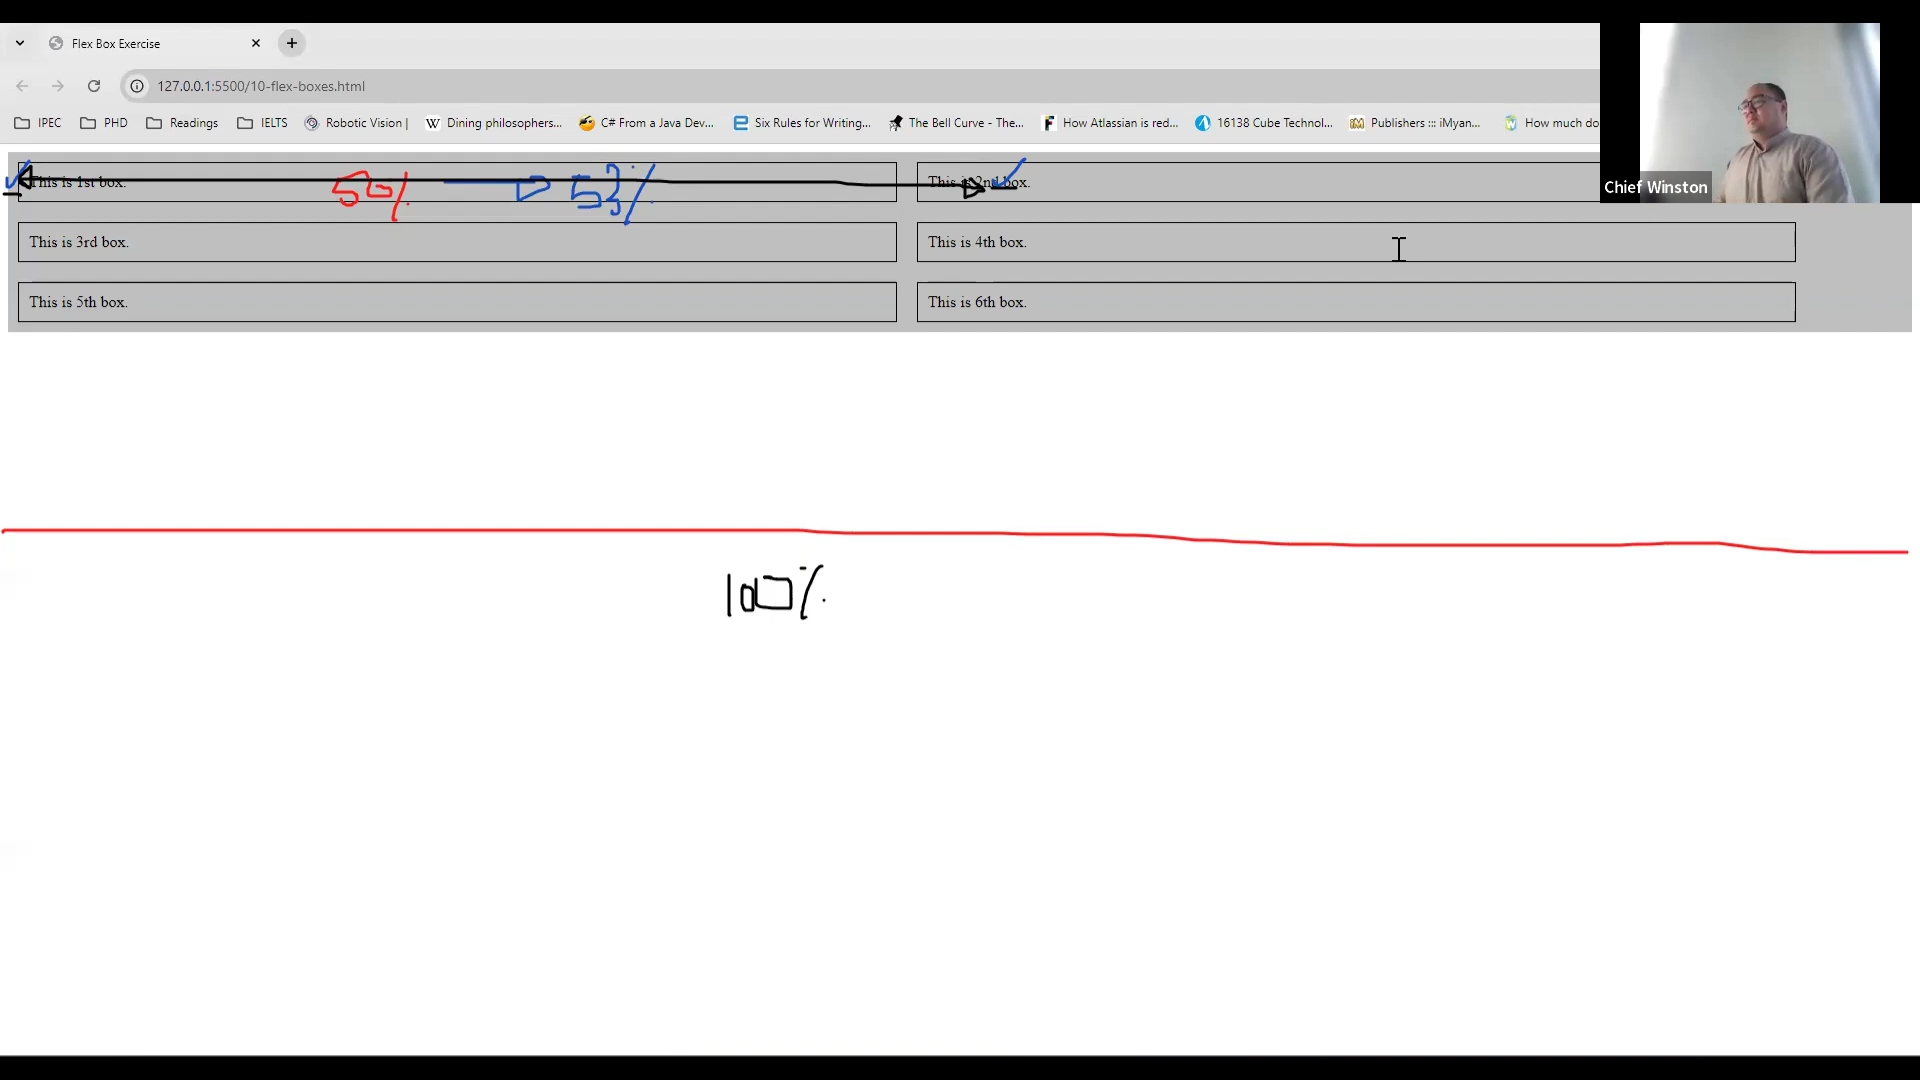 Flex Box Exercise
127.0.0.1:5500/10-flex-boxes.html
IPEC PHD Readings IELTS Robotic Vision | Dining philosophers... C# From a Java Dev... Six Rules for Writing... The Bell Curve - The... How Atlassian is red... 16138 Cube Technol... Publishers ::: iMyan... How much do
Chief Winston
This is 1st box. 50% 53% This is 2nd box.
This is 3rd box. This is 4th box.
This is 5th box. This is 6th box.
100%